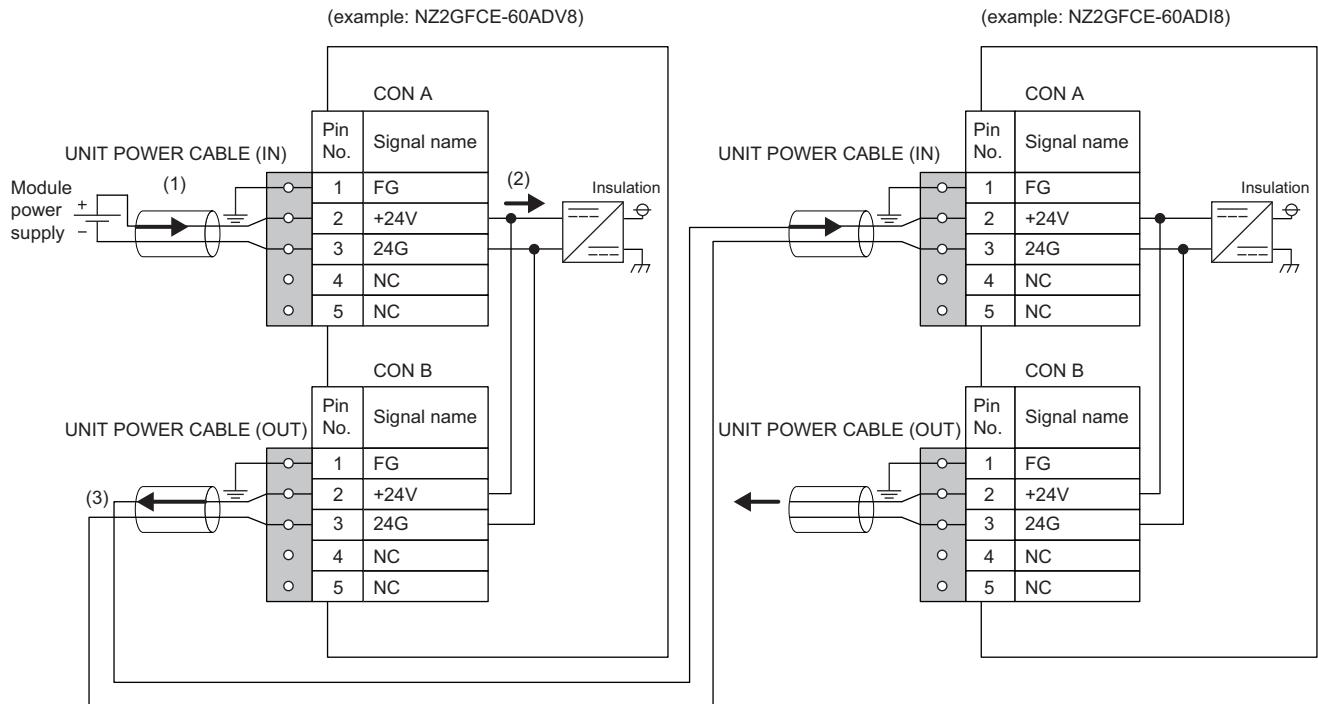 (example: NZ2GFCE-60ADV8)
CON A
UNIT POWER CABLE (IN)
Pin No.
Signal name
Module power supply
+
−
(1)
(2)
Insulation
1 FG
2 +24V
3 24G
4 NC
5 NC
CON B
UNIT POWER CABLE (OUT)
Pin No.
Signal name
(3)
1 FG
2 +24V
3 24G
4 NC
5 NC
(example: NZ2GFCE-60ADI8)
CON A
UNIT POWER CABLE (IN)
Pin No.
Signal name
Insulation
1 FG
2 +24V
3 24G
4 NC
5 NC
CON B
UNIT POWER CABLE (OUT)
Pin No.
Signal name
1 FG
2 +24V
3 24G
4 NC
5 NC